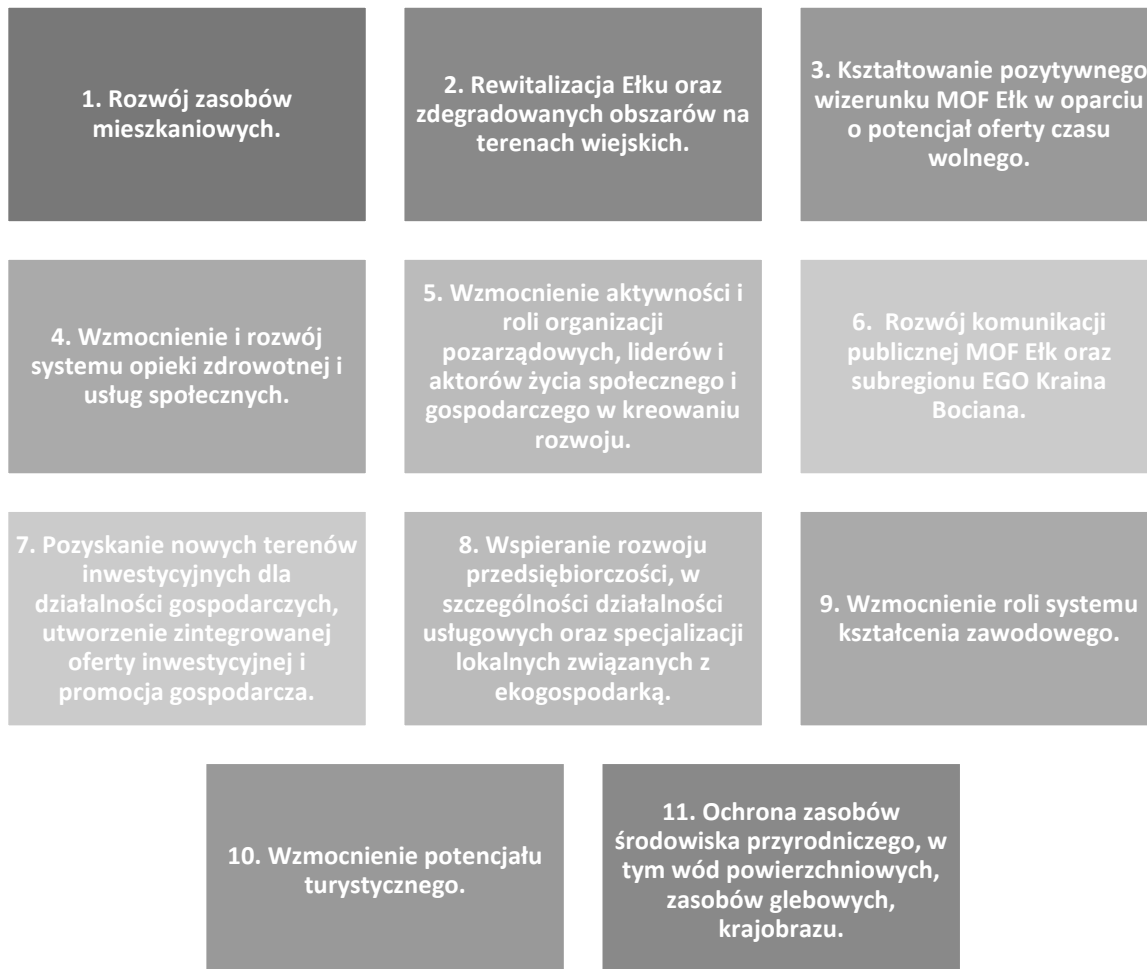 1. Rozwój zasobów
mieszkaniowych.
2. Rewitalizacja Ełku oraz
zdegradowanych obszarów na
terenach wiejskich.
3. Kształtowanie pozytywnego
wizerunku MOF Ełk w oparciu
o potencjał oferty czasu
wolnego.
4. Wzmocnienie i rozwój
systemu opieki zdrowotnej i
usług społecznych.
5. Wzmocnienie aktywności i
roli organizacji
pozarządowych, liderów i
aktorów życia społecznego i
gospodarczego w kreowaniu
rozwoju.
6. Rozwój komunikacji
publicznej MOF Ełk oraz
subregionu EGO Kraina
Bociana.
7. Pozyskanie nowych terenów
inwestycyjnych dla
działalności gospodarczych,
utworzenie zintegrowanej
oferty inwestycyjnej i
promocja gospodarcza.
8. Wspieranie rozwoju
przedsiębiorczości, w
szczególności działalności
usługowych oraz specjalizacji
lokalnych związanych z
ekogospodarką.
9. Wzmocnienie roli systemu
kształcenia zawodowego.
10. Wzmocnienie potencjału
turystycznego.
11. Ochrona zasobów
środowiska przyrodniczego, w
tym wód powierzchniowych,
zasobów glebowych,
krajobrazu.